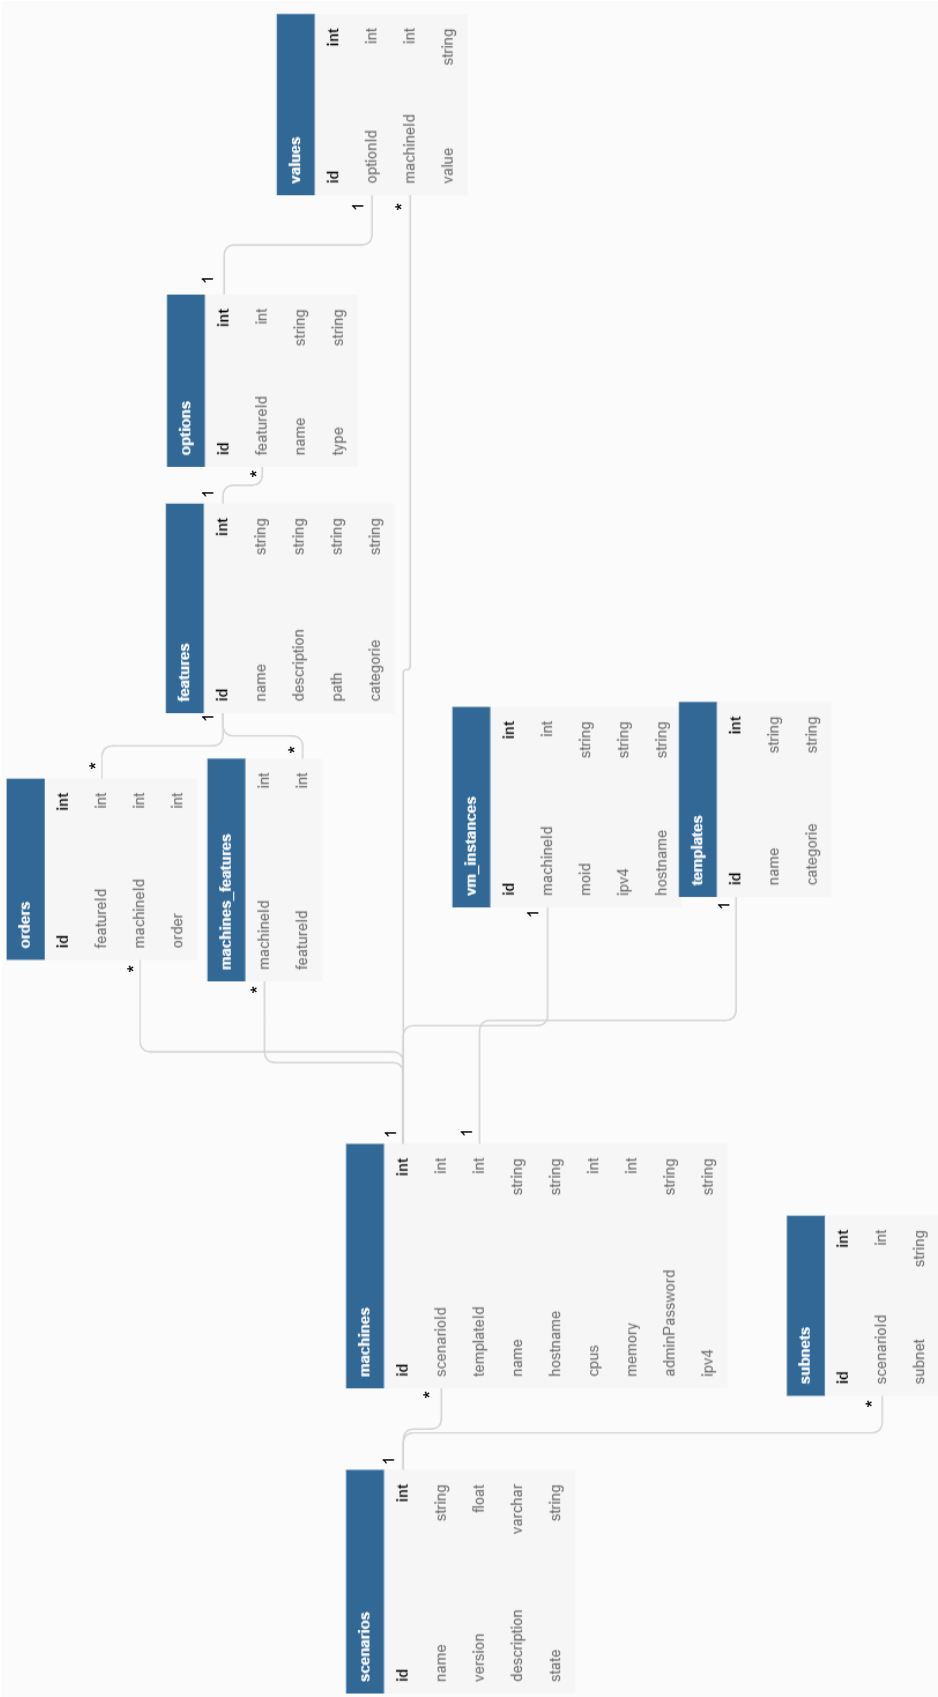 scenarios
id int
name string
version float
description varchar
state string
1
*
*
machines
id int
scenarioId int
templateId int
name string
hostname string
cpus int
memory int
adminPassword string
ipv4 string
1
1
subnets
id int
scenarioId int
subnet string
*
orders
id int
featureId int
machineId int
order int
*
*
machines_features
machineId int
featureId int
*
1
vm_instances
id int
machineId int
moid string
ipv4 string
hostname string
1
templates
id int
name string
categorie string
1
features
id int
name string
description string
path string
categorie string
1
*
options
id int
featureId int
name string
type string
1
1
*
values
id int
optionId int
machineId int
value string